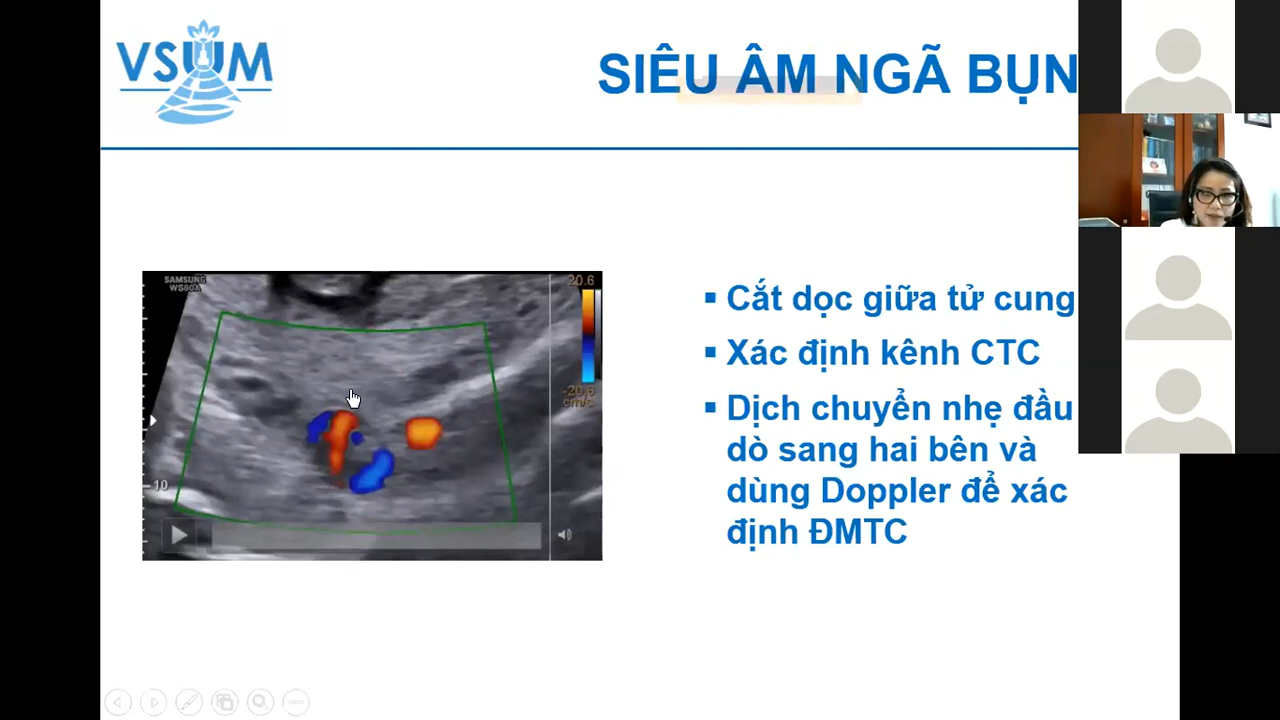 VSUM
SIÊU ÂM NGÃ BỤN
SAMSUNG
WS80A
20.6
-20.6
cm/s
10
▪ Cắt dọc giữa tử cung
▪ Xác định kênh CTC
▪ Dịch chuyển nhẹ đầu
dò sang hai bên và
dùng Doppler để xác
định ĐMTC